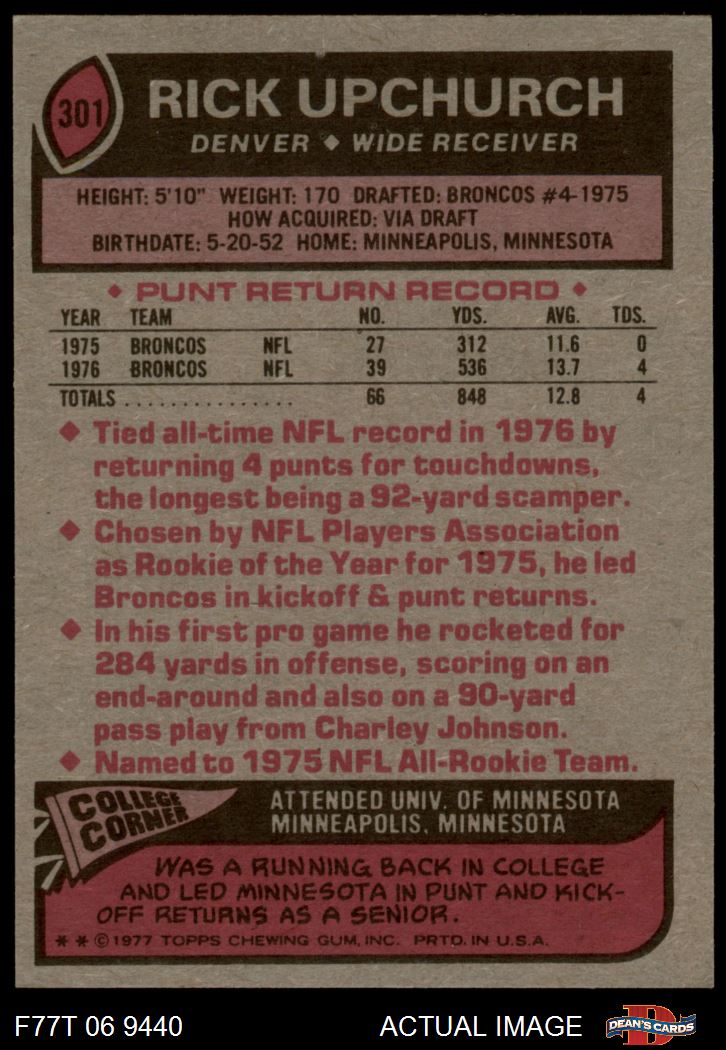 301
RICK UPCHURCH
DENVER ◆ WIDE RECEIVER
HEIGHT: 5'10" WEIGHT: 170 DRAFTED: BRONCOS #4-1975
HOW ACQUIRED: VIA DRAFT
BIRTHDATE: 5-20-52 HOME: MINNEAPOLIS, MINNESOTA
◆ PUNT RETURN RECORD ◆
YEAR TEAM NO. YDS. AVG. TDS.
1975 BRONCOS NFL 27 312 11.6 0
1976 BRONCOS NFL 39 536 13.7 4
TOTALS . . . . . . . . . . . . . . . 66 848 12.8 4
◆ Tied all-time NFL record in 1976 by
returning 4 punts for touchdowns,
the longest being a 92-yard scamper.
◆ Chosen by NFL Players Association
as Rookie of the Year for 1975, he led
Broncos in kickoff & punt returns.
◆ In his first pro game he rocketed for
284 yards in offense, scoring on an
end-around and also on a 90-yard
pass play from Charley Johnson.
◆ Named to 1975 NFL All-Rookie Team.
COLLEGE
CORNER
ATTENDED UNIV. OF MINNESOTA
MINNEAPOLIS, MINNESOTA
WAS A RUNNING BACK IN COLLEGE
AND LED MINNESOTA IN PUNT AND KICK-
OFF RETURNS AS A SENIOR.
* * © 1977 TOPPS CHEWING GUM, INC. PRTD. IN U.S.A.
F77T 06 9440 ACTUAL IMAGE
D
DEAN'S CARDS